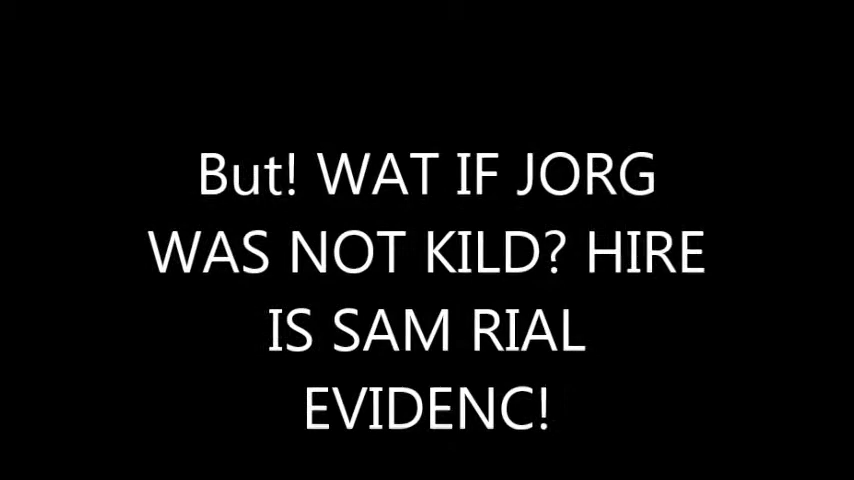 But! WAT IF JORG
WAS NOT KILD? HIRE
IS SAM RIAL
EVIDENC!